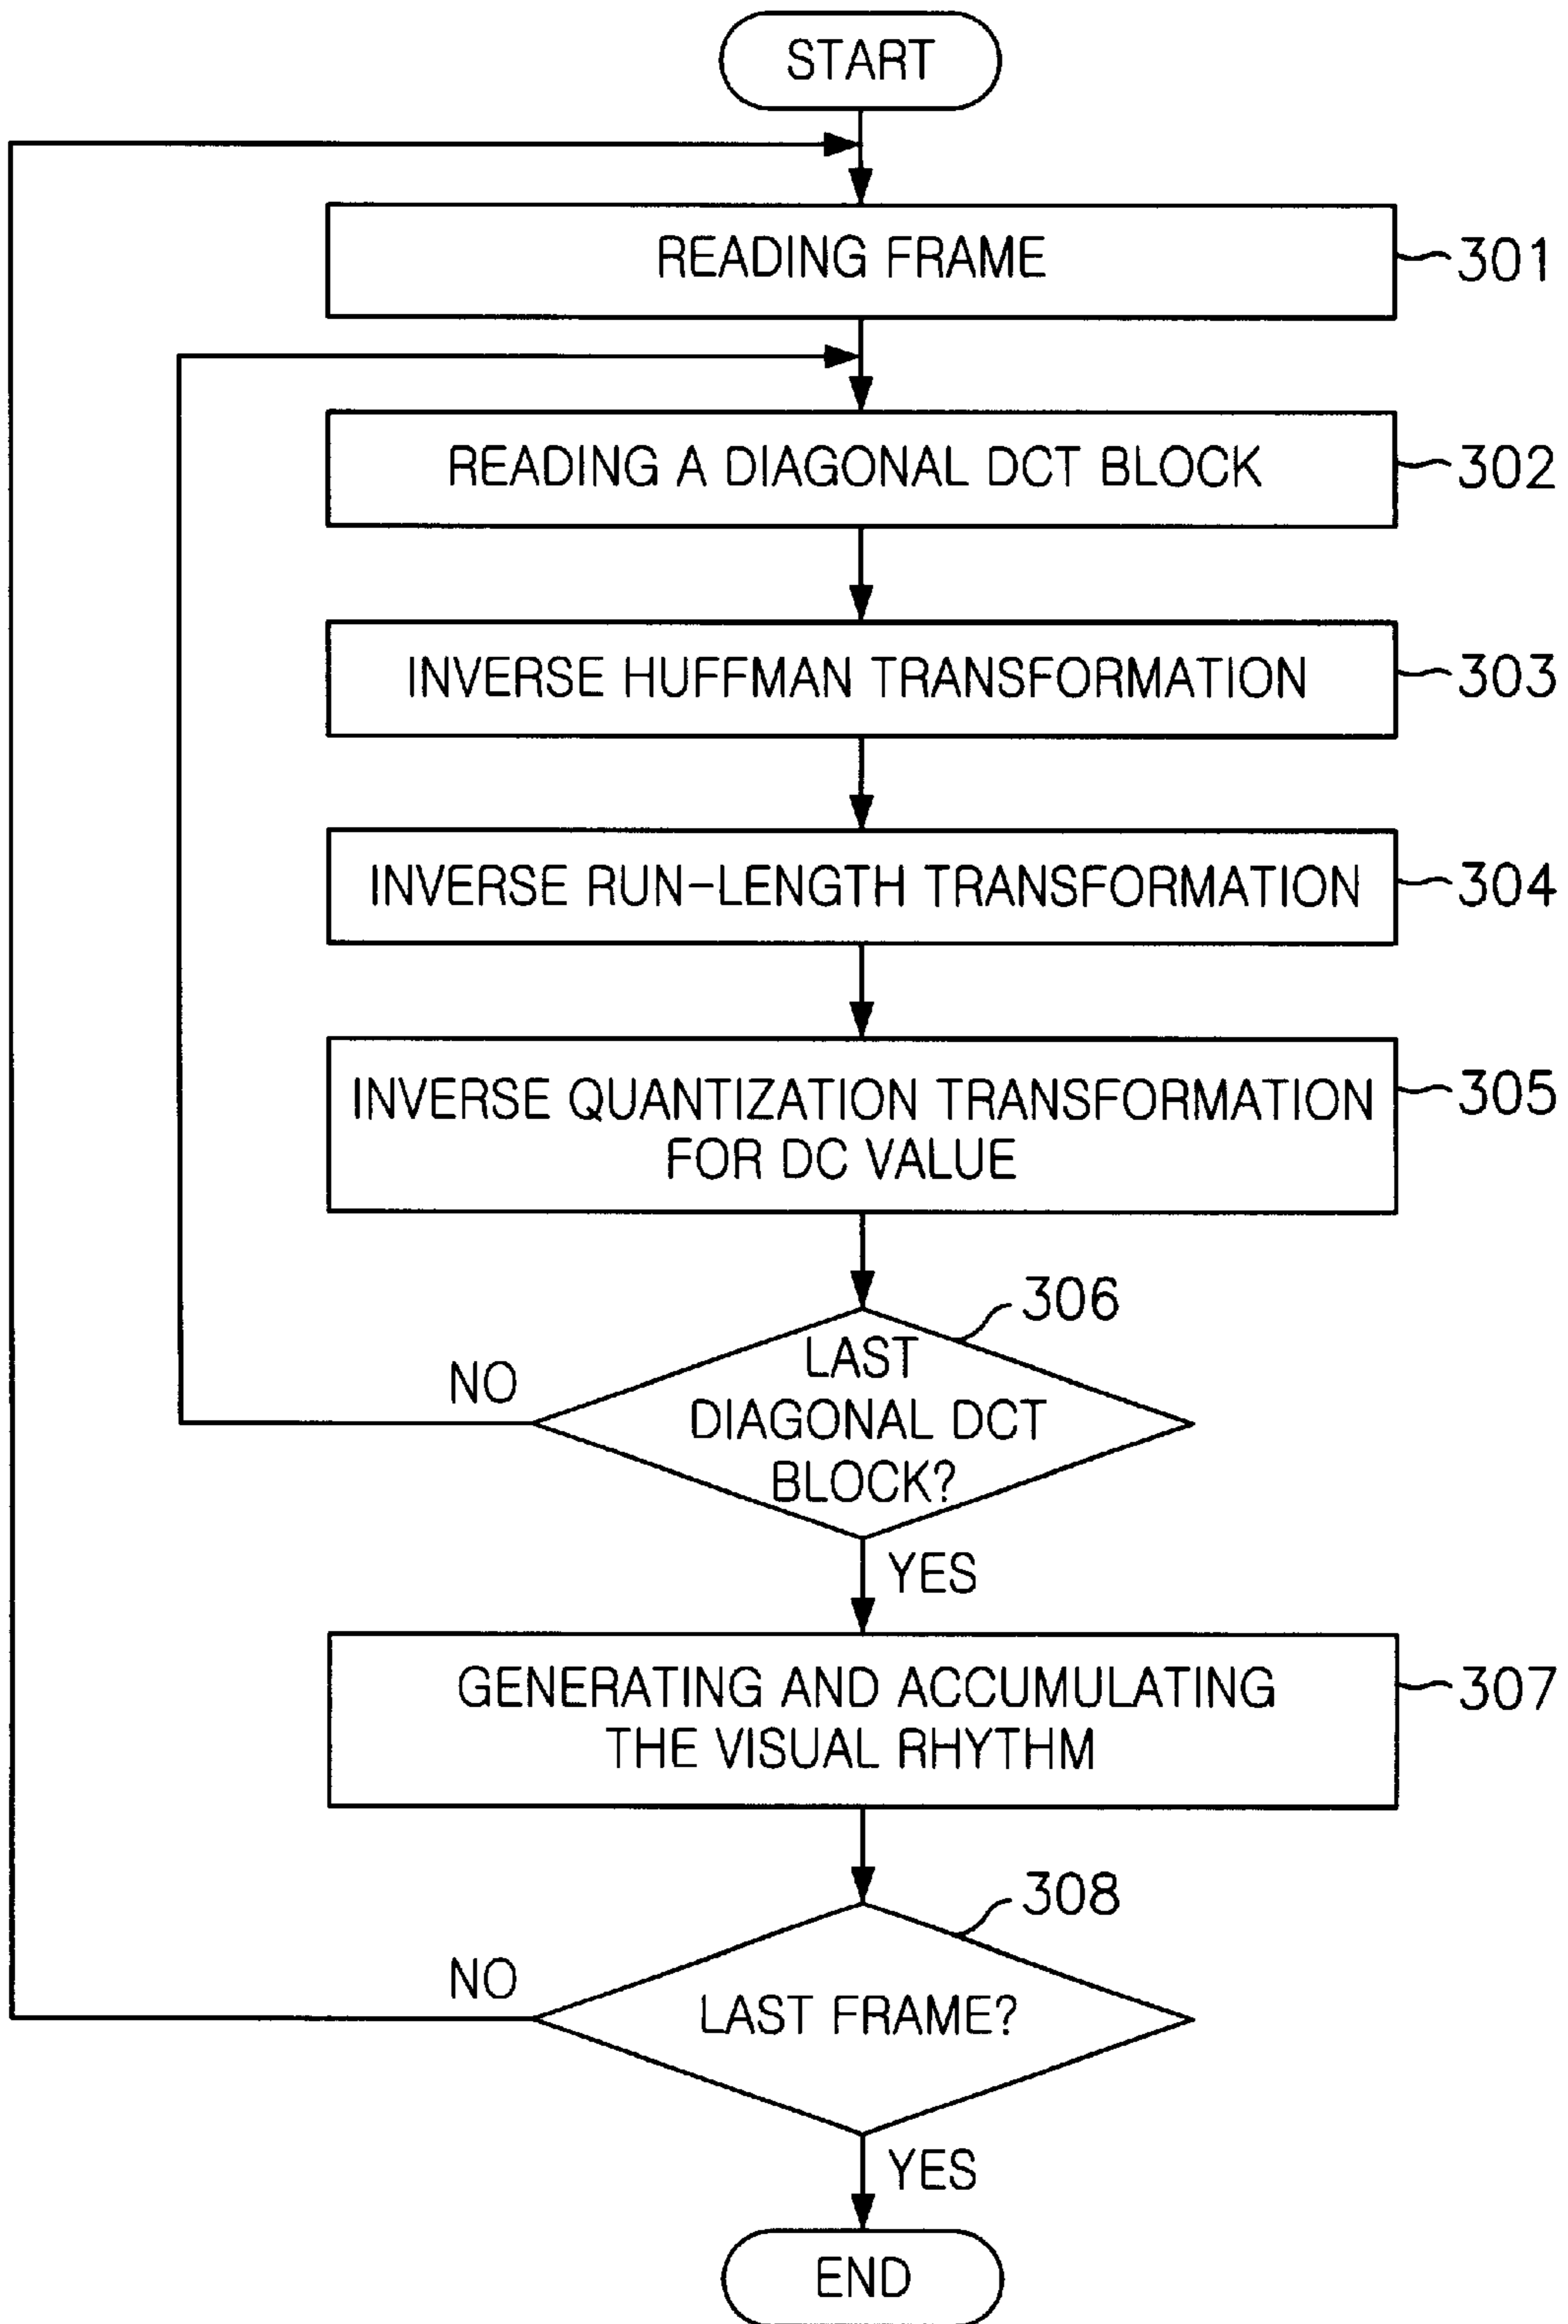 START
READING FRAME
301
READING A DIAGONAL DCT BLOCK
302
INVERSE HUFFMAN TRANSFORMATION
303
INVERSE RUN-LENGTH TRANSFORMATION
304
INVERSE QUANTIZATION TRANSFORMATION
FOR DC VALUE
305
306
LAST
DIAGONAL DCT
BLOCK?
NO
YES
GENERATING AND ACCUMULATING
THE VISUAL RHYTHM
307
308
LAST FRAME?
NO
YES
END